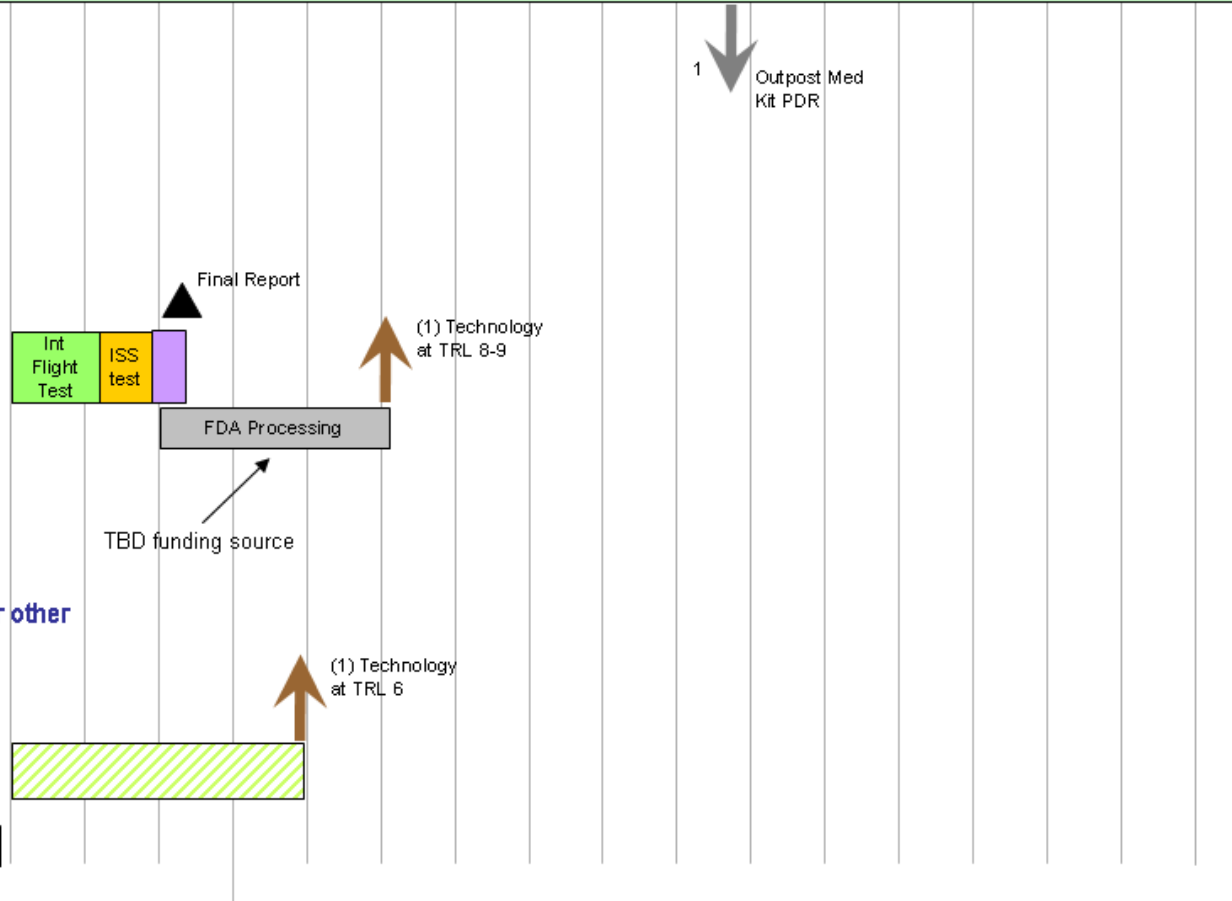 1
Outpost Med
Kit PDR
Final Report
(1) Technology
at TRL 8-9
Int
Flight
Test
ISS
test
FDA Processing
TBD funding source
other
(1) Technology
at TRL 6